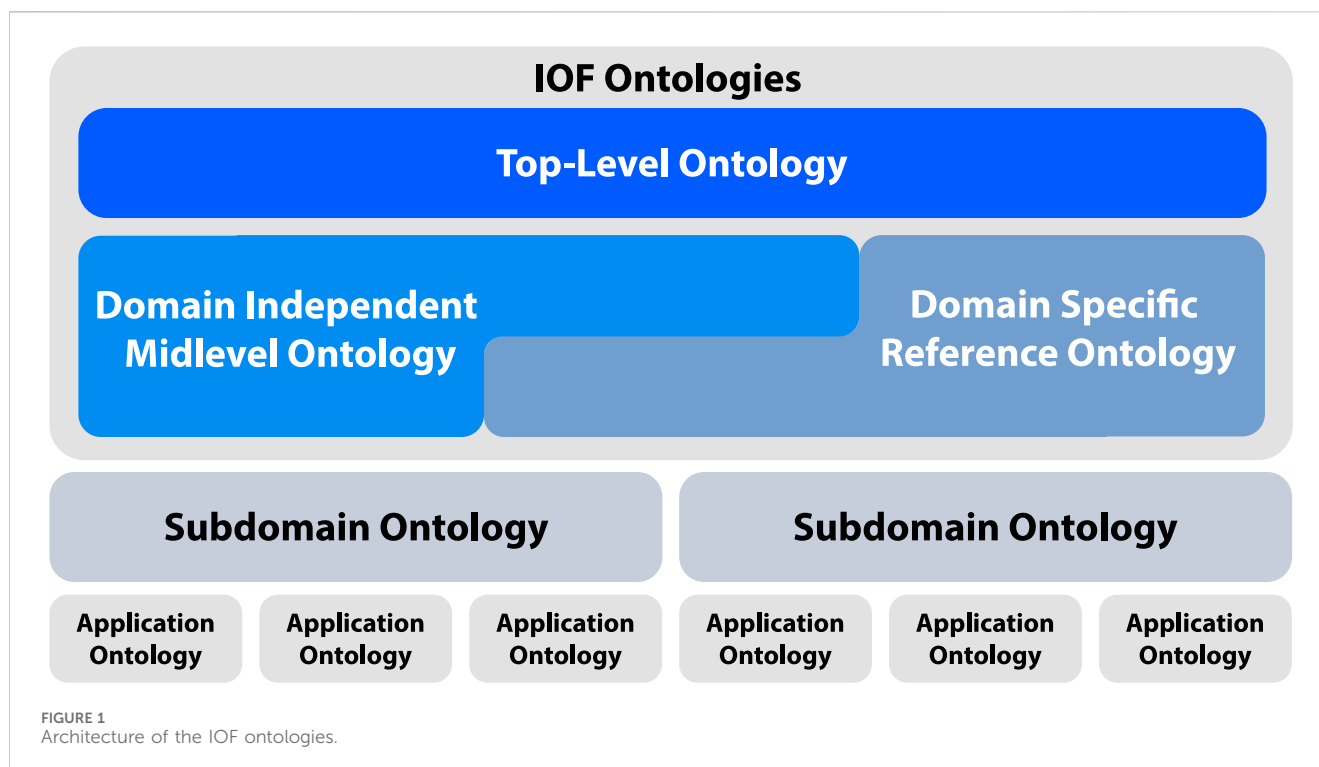 IOF Ontologies
Top-Level Ontology
Domain Independent
Midlevel Ontology
Domain Specific
Reference Ontology
Subdomain Ontology
Subdomain Ontology
Application
Ontology
Application
Ontology
Application
Ontology
Application
Ontology
Application
Ontology
Application
Ontology
FIGURE 1
Architecture of the IOF ontologies.